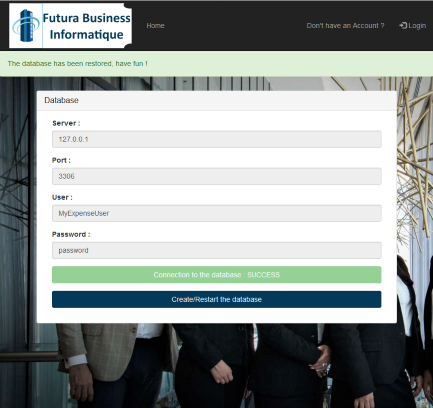 Futura Business
Informatique
Home
Don't have an Account ?
Login
The database has been restored, have fun !
Database
Server :
127.0.0.1
Port :
3306
User :
MyExpenseUser
Password :
password
Connection to the database : SUCCESS
Create/Restart the database